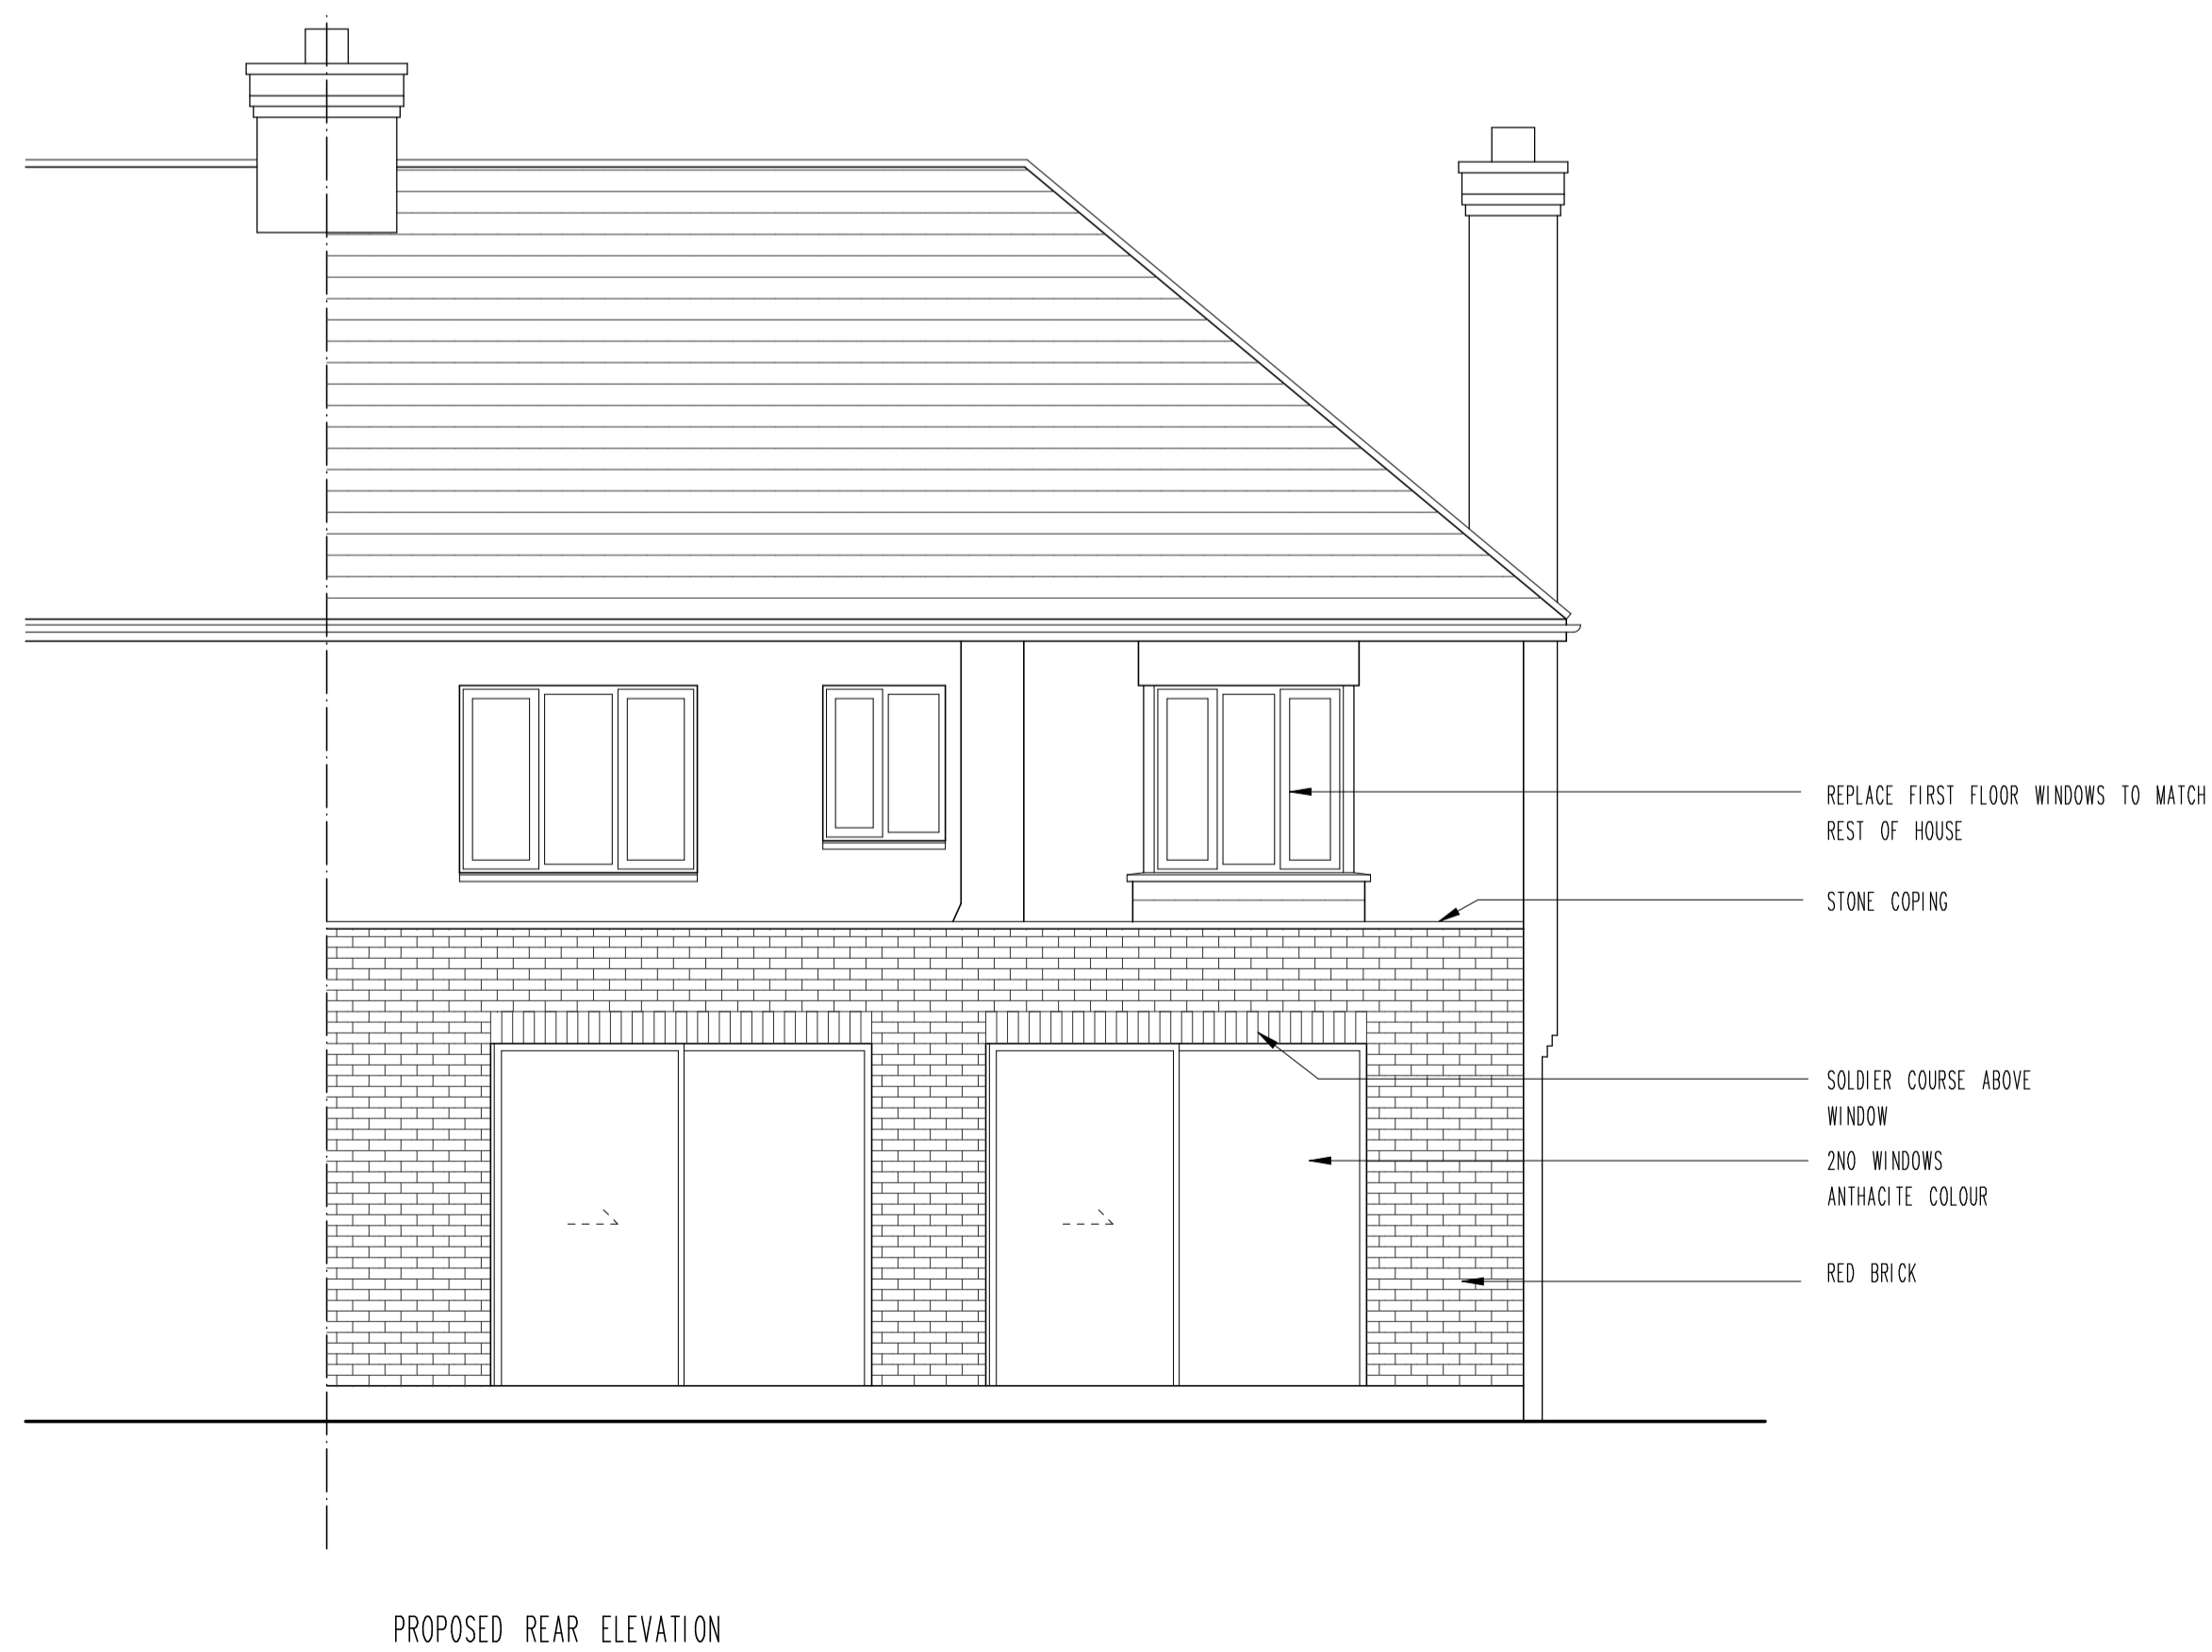 REPLACE FIRST FLOOR WINDOWS TO MATCH
REST OF HOUSE
STONE COPING
SOLDIER COURSE ABOVE
WINDOW
2NO WINDOWS
ANTHACITE COLOUR
RED BRICK
PROPOSED REAR ELEVATION